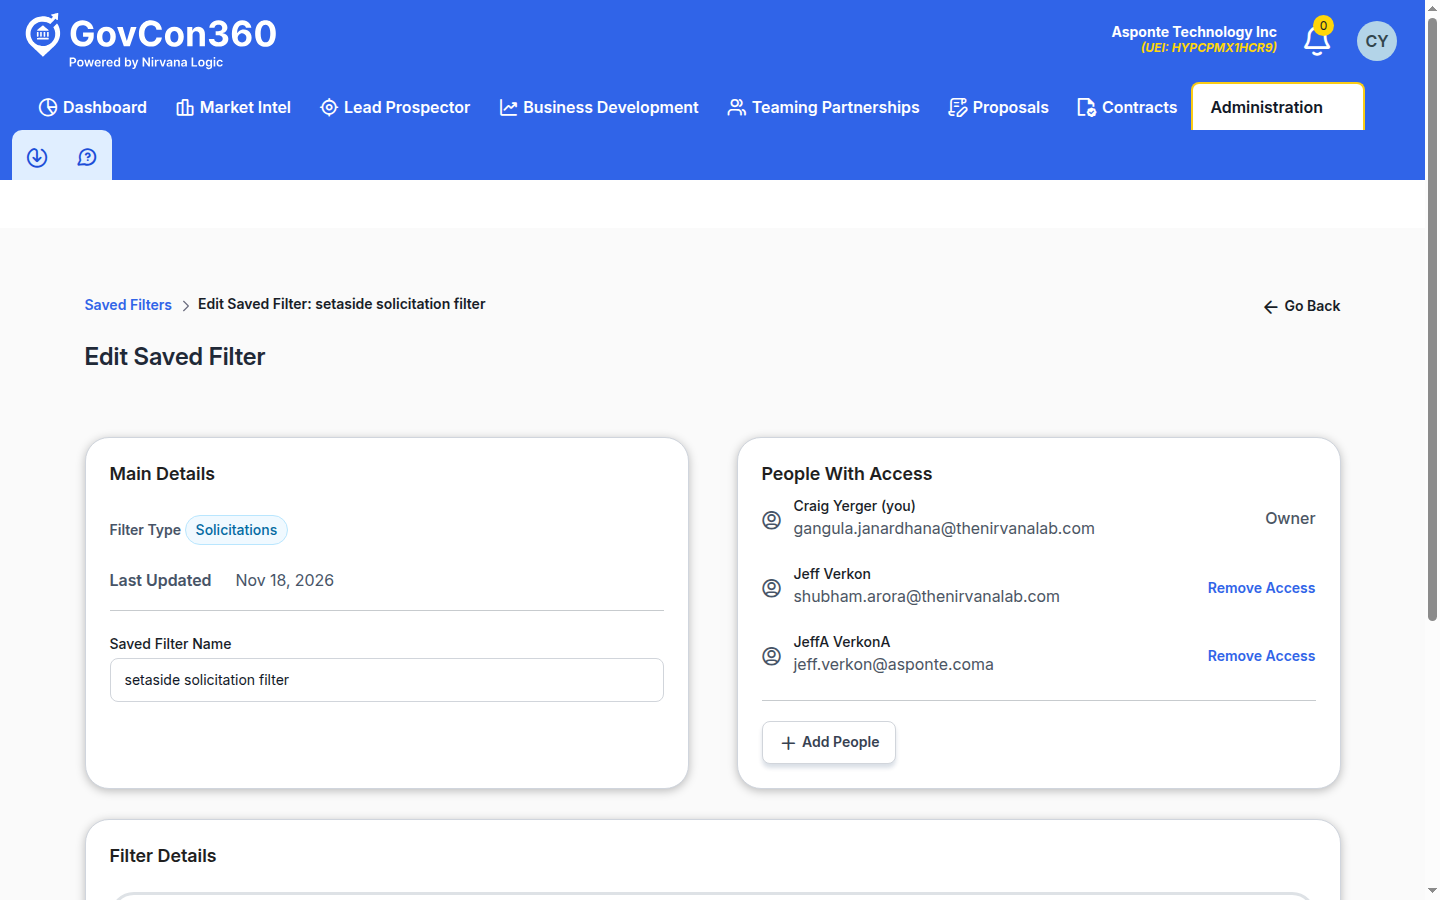 GovCon360
Powered by Nirvana Logic
Asponte Technology Inc
(UEI: HYPCPMX1HCR9)
0
CY
Dashboard
Market Intel
Lead Prospector
Business Development
Teaming Partnerships
Proposals
Contracts
Administration
Saved Filters
Edit Saved Filter: setaside solicitation filter
Go Back
Edit Saved Filter
Main Details
Filter Type Solicitations
Last Updated Nov 18, 2026
Saved Filter Name
setaside solicitation filter
People With Access
Craig Yerger (you)
gangula.janardhana@thenirvanalab.com
Owner
Jeff Verkon
shubham.arora@thenirvanalab.com
Remove Access
JeffA VerkonA
jeff.verkon@asponte.coma
Remove Access
Add People
Filter Details